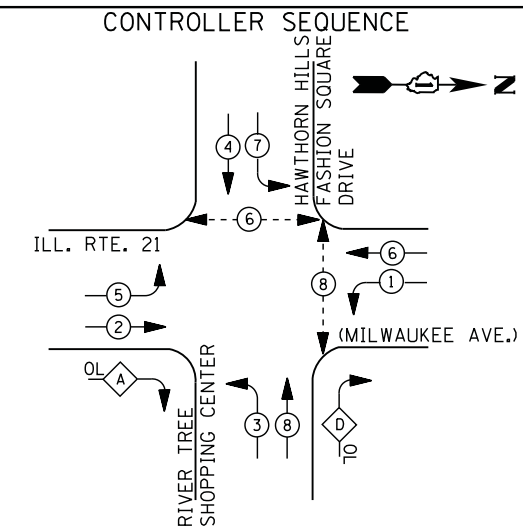 CONTROLLER SEQUENCE
HAWTHORN HILLS
FASHION SQUARE
DRIVE
N
4
7
6
ILL. RTE. 21
6
1
8
5
2
(MILWAUKEE AVE.)
OL
A
RIVER TREE
SHOPPING CENTER
3
8
D
OL